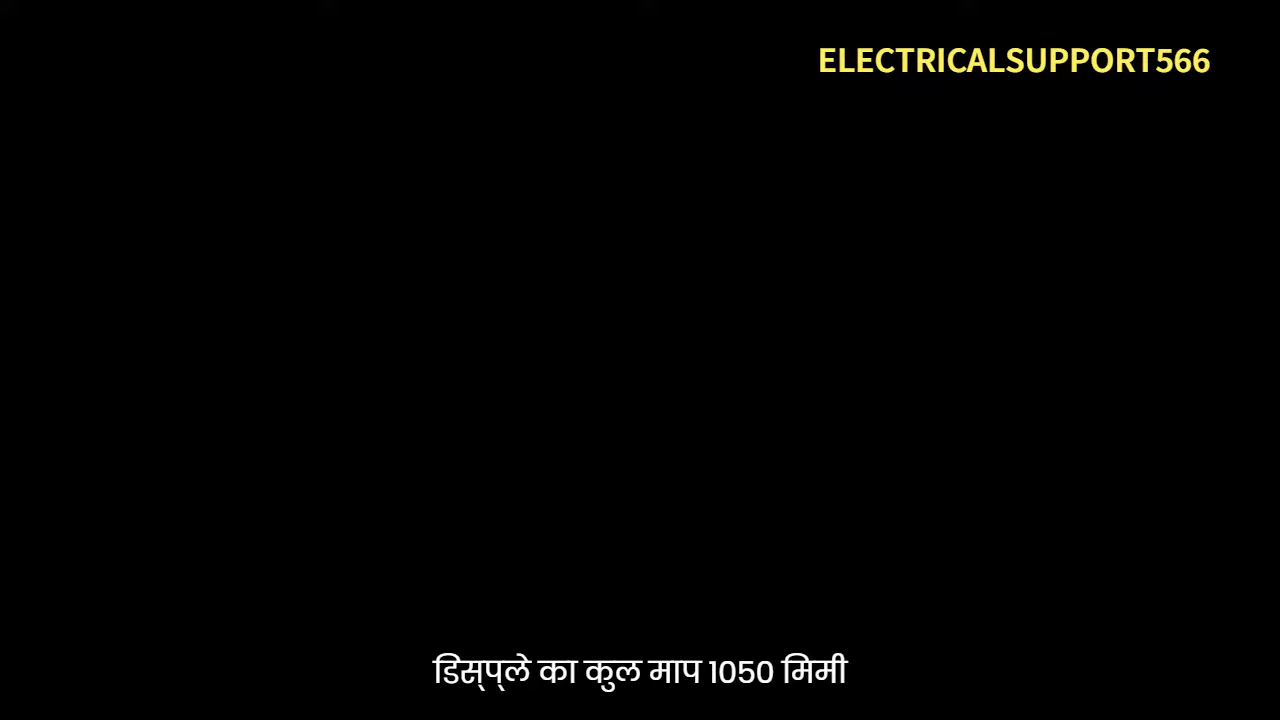 ELECTRICALSUPPORT566
डिस्प्ले का कुल माप 1050 मिमी